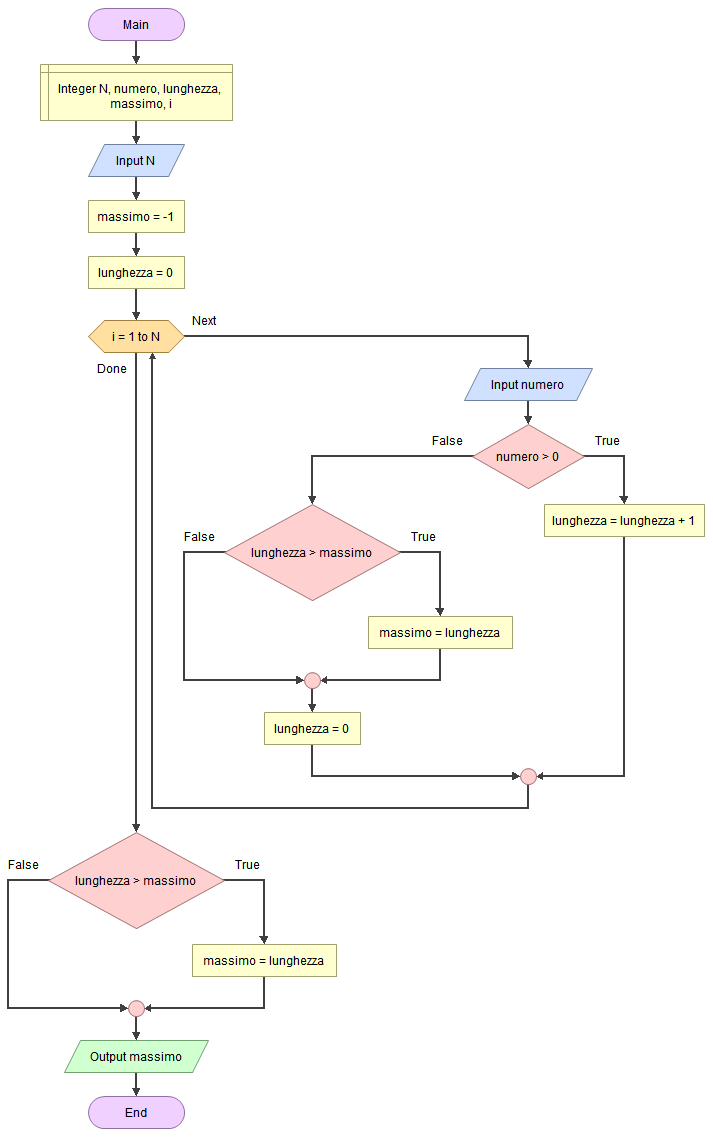 Main
Integer N, numero, lunghezza,
massimo, i
Input N
massimo = -1
lunghezza = 0
i = 1 to N
Next
Done
Input numero
False
True
numero > 0
lunghezza = lunghezza + 1
False
True
lunghezza > massimo
massimo = lunghezza
lunghezza = 0
False
True
lunghezza > massimo
massimo = lunghezza
Output massimo
End